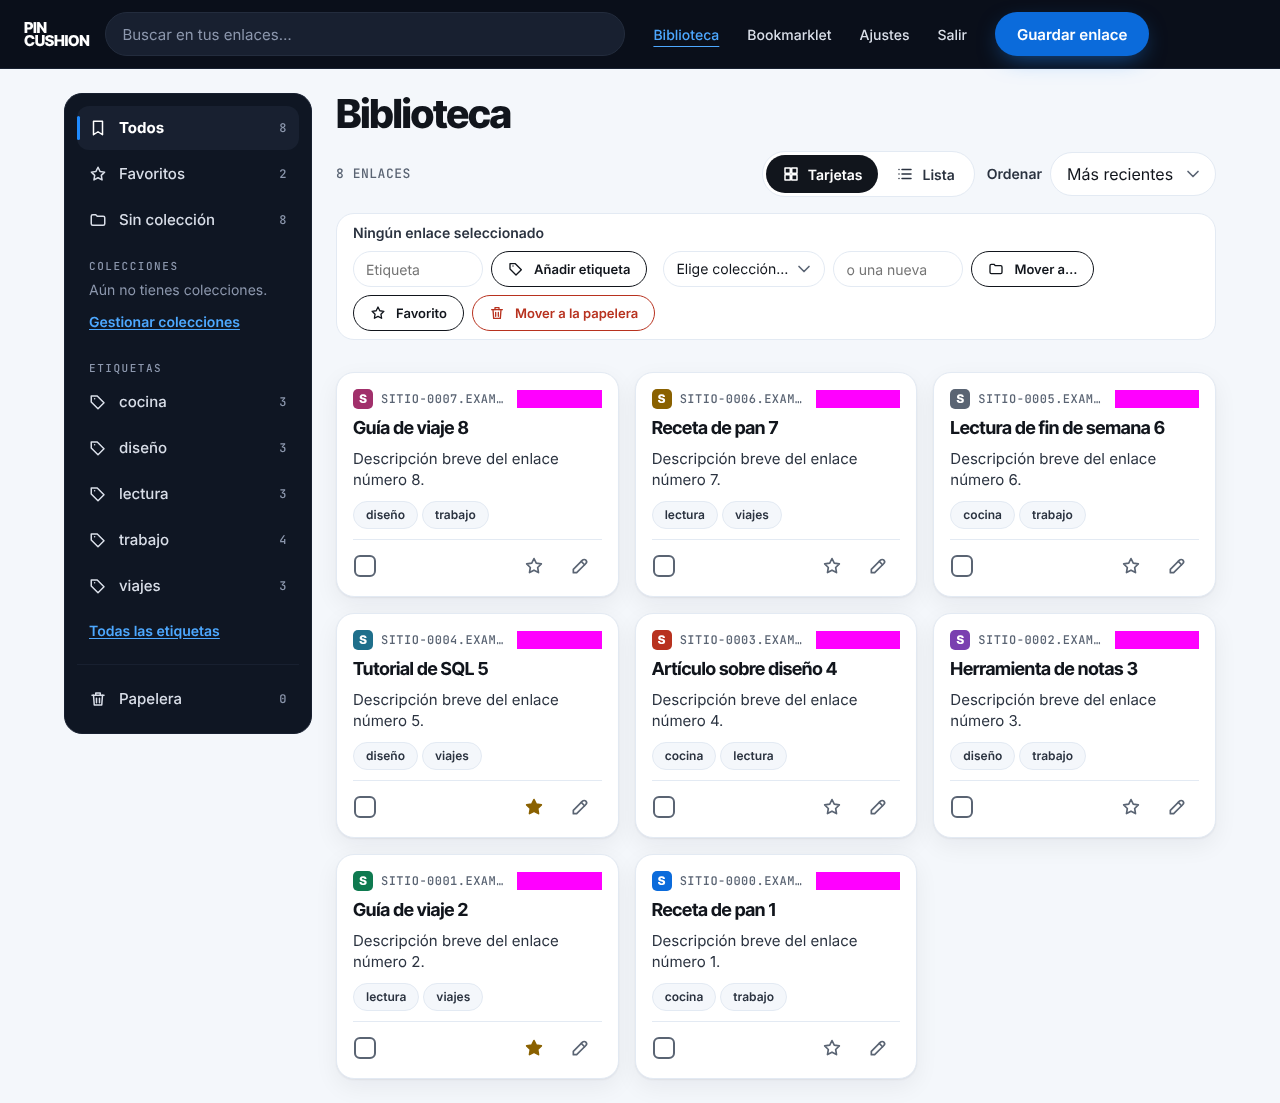 PIN
CUSHION
Buscar en tus enlaces...
Biblioteca
Bookmarklet
Ajustes
Salir
Guardar enlace
Todos 8
Favoritos 2
Sin colección 8
COLECCIONES
Aún no tienes colecciones.
Gestionar colecciones
ETIQUETAS
cocina 3
diseño 3
lectura 3
trabajo 4
viajes 3
Todas las etiquetas
Papelera 0
Biblioteca
8 ENLACES
Tarjetas
Lista
Ordenar
Más recientes
Ningún enlace seleccionado
Etiqueta
Añadir etiqueta
Elige colección...
o una nueva
Mover a...
Favorito
Mover a la papelera
S SITIO-0007.EXAM…
Guía de viaje 8
Descripción breve del enlace
número 8.
diseño trabajo
S SITIO-0006.EXAM…
Receta de pan 7
Descripción breve del enlace
número 7.
lectura viajes
S SITIO-0005.EXAM…
Lectura de fin de semana 6
Descripción breve del enlace
número 6.
cocina trabajo
S SITIO-0004.EXAM…
Tutorial de SQL 5
Descripción breve del enlace
número 5.
diseño viajes
S SITIO-0003.EXAM…
Artículo sobre diseño 4
Descripción breve del enlace
número 4.
cocina lectura
S SITIO-0002.EXAM…
Herramienta de notas 3
Descripción breve del enlace
número 3.
diseño trabajo
S SITIO-0001.EXAM…
Guía de viaje 2
Descripción breve del enlace
número 2.
lectura viajes
S SITIO-0000.EXAM…
Receta de pan 1
Descripción breve del enlace
número 1.
cocina trabajo